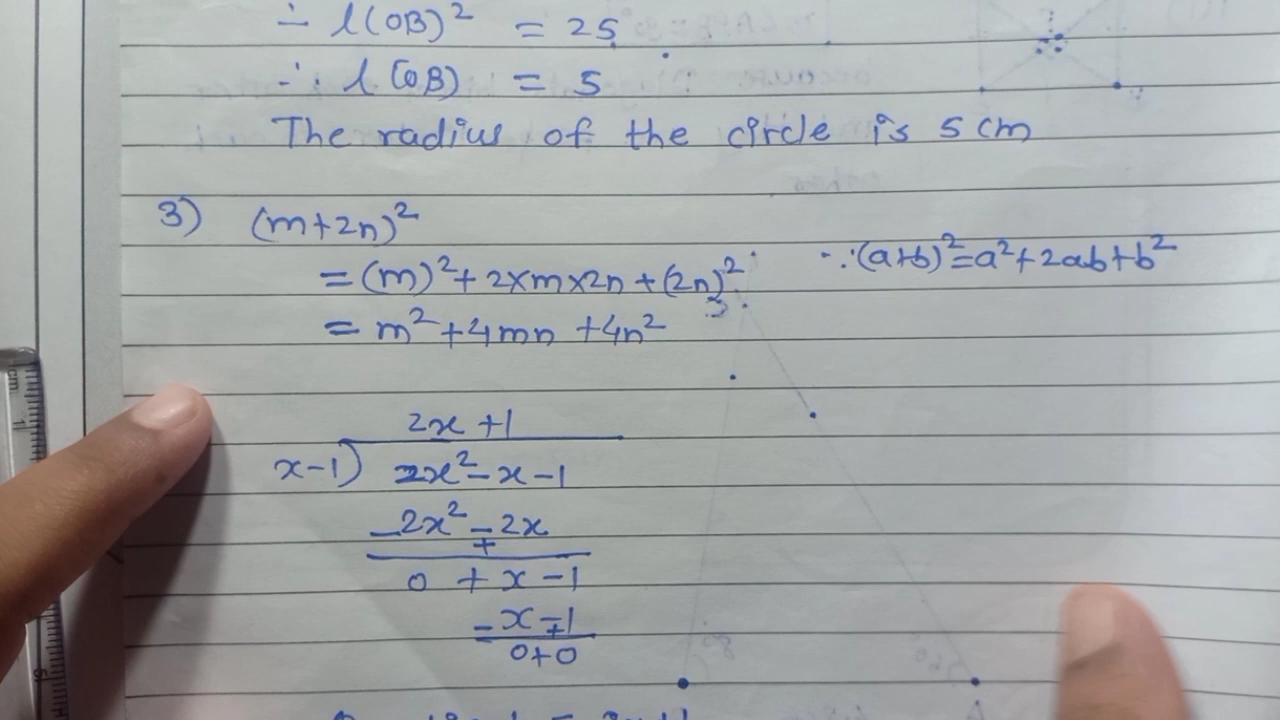 ∴ l(OB)² = 25
∴ l(OB) = 5
The radius of the circle is 5 cm
3) (m+2n)²
= (m)² + 2×m×2n + (2n)² ∵ (a+b)² = a² + 2ab + b²
= m² + 4mn + 4n²
2x + 1
x-1) 2x² - x - 1
-2x² -+ 2x
0 + x - 1
- x -+ 1
0+0